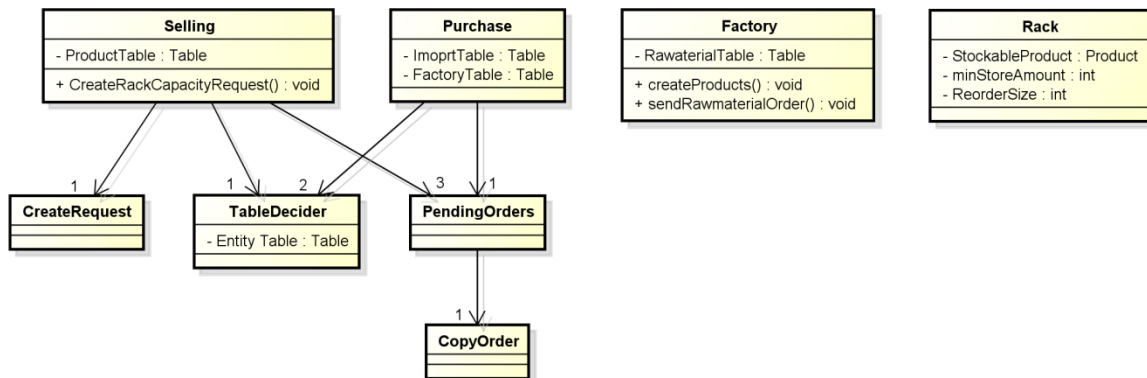 Selling
- ProductTable : Table
+ CreateRackCapacityRequest() : void
Purchase
- ImoprtTable : Table
- FactoryTable : Table
Factory
- RawaterialTable : Table
+ createProducts() : void
+ sendRawmaterialOrder() : void
Rack
- StockableProduct : Product
- minStoreAmount : int
- ReorderSize : int
1
1
2
3
1
CreateRequest
TableDecider
- Entity Table : Table
PendingOrders
1
CopyOrder